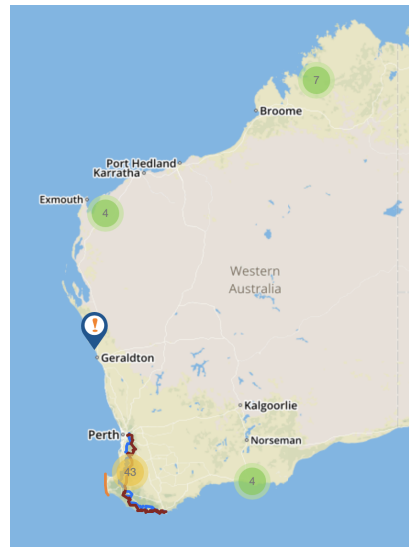 7
Broome
Port Hedland
Karratha
Exmouth
4
Western
Australia
!
Geraldton
Kalgoorlie
Perth
Norseman
43
4